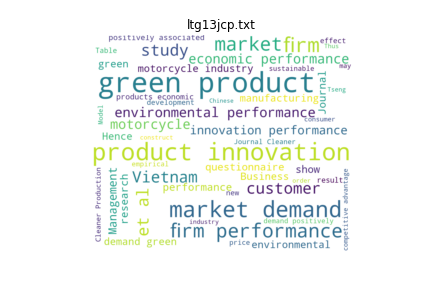 ltg13jcp.txt
positively associated
market firm effect
Table study Thus
economic performance
green motorcycle industry sustainable may
green product Journal Tseng
products economic manufacturing
development Chinese
Model environmental performance consumer
motorcycle innovation performance
Hence construct Journal Cleaner
product innovation
empirical questionnaire show
Vietnam Business order result
Cleaner Production Management research et al performance new customer competitive advantage
market demand
industry demand positively
firm performance
demand green price environmental